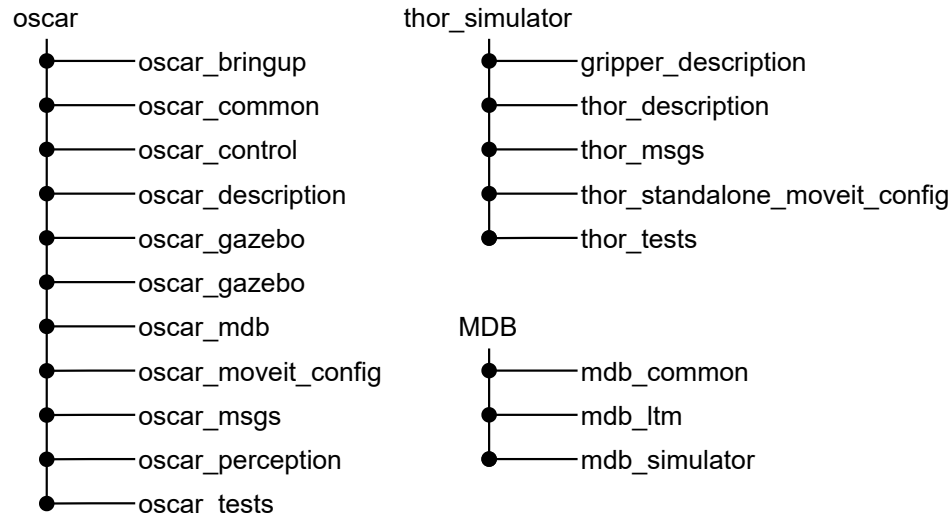 oscar
oscar_bringup
oscar_common
oscar_control
oscar_description
oscar_gazebo
oscar_gazebo
oscar_mdb
oscar_moveit_config
oscar_msgs
oscar_perception
oscar_tests
thor_simulator
gripper_description
thor_description
thor_msgs
thor_standalone_moveit_config
thor_tests
MDB
mdb_common
mdb_ltm
mdb_simulator